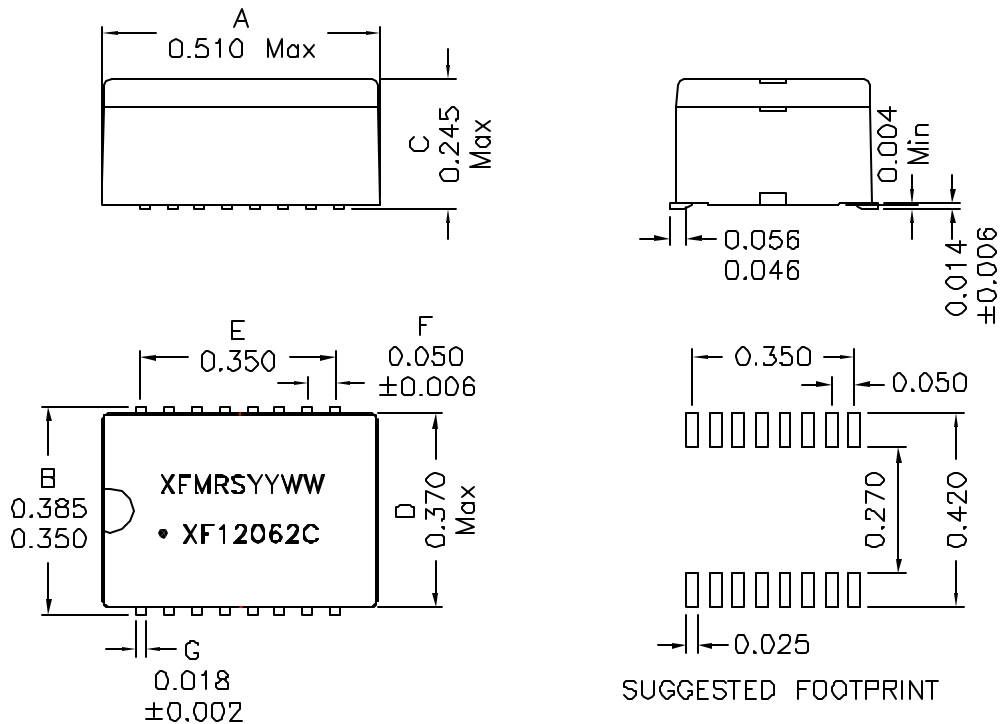 A
0.510 Max
C
0.245
Max
0.004
Min
0.056
0.046
0.014
±0.006
E
0.350
F
0.050
±0.006
B
0.385
0.350
XFMRSYYWW
• XF12062C
D
0.370
Max
G
0.018
±0.002
0.350
0.050
0.270
0.420
0.025
SUGGESTED FOOTPRINT